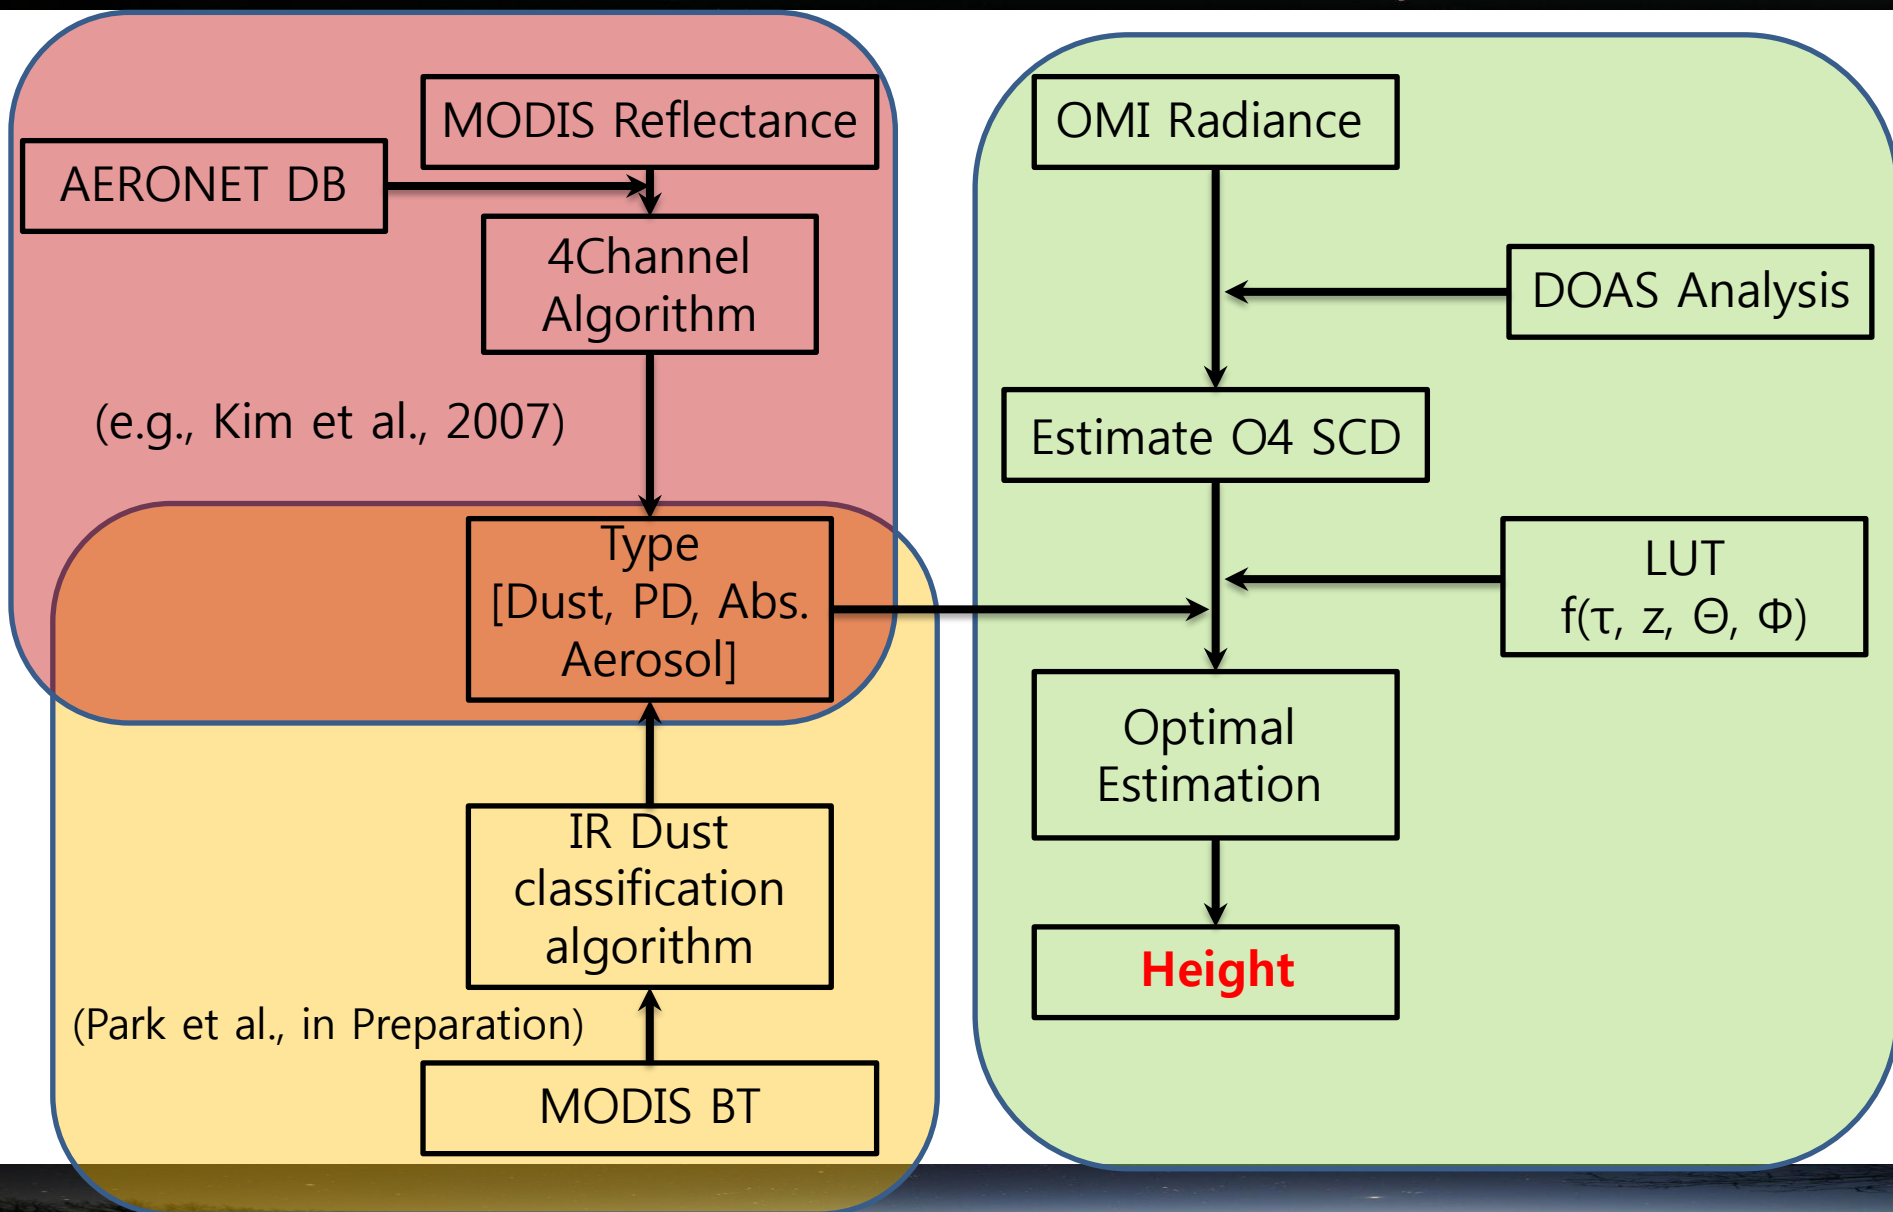 MODIS Reflectance
AERONET DB
4Channel
Algorithm
(e.g., Kim et al., 2007)
Type
[Dust, PD, Abs.
Aerosol]
IR Dust
classification
algorithm
(Park et al., in Preparation)
MODIS BT
OMI Radiance
DOAS Analysis
Estimate O4 SCD
LUT
f(τ, z, Θ, Φ)
Optimal
Estimation
Height